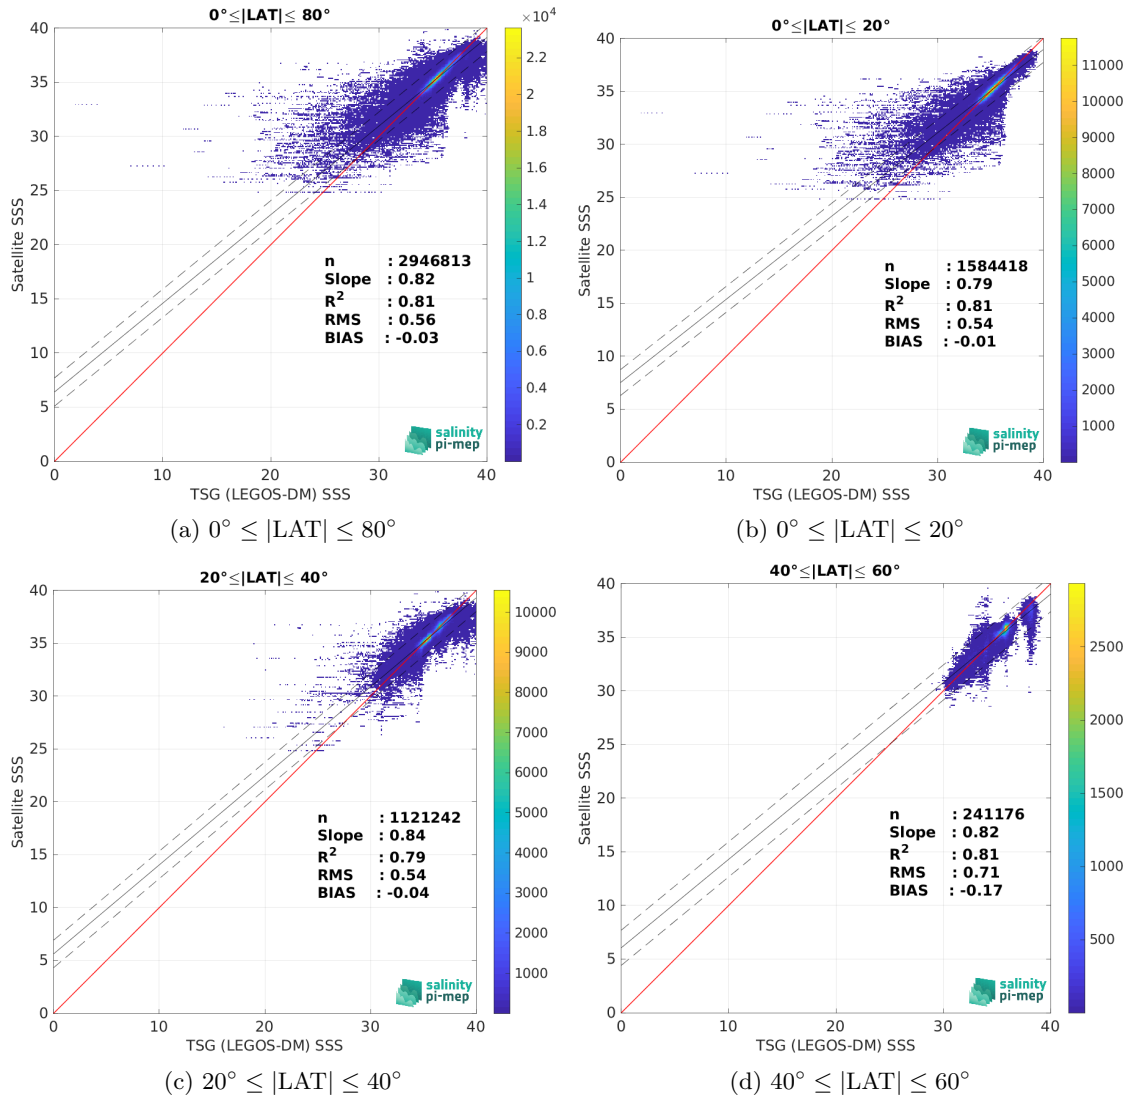 0°≤|LAT|≤ 80°
×10⁴
40
35
30
25
20
15
10
5
0
0 10 20 30 40
Satellite SSS
TSG (LEGOS-DM) SSS
n : 2946813
Slope : 0.82
R² : 0.81
RMS : 0.56
BIAS : -0.03
salinity
pi-mep
2.2
2
1.8
1.6
1.4
1.2
1
0.8
0.6
0.4
0.2
(a) 0° ≤ |LAT| ≤ 80°
0°≤|LAT|≤ 20°
40
35
30
25
20
15
10
5
0
0 10 20 30 40
Satellite SSS
TSG (LEGOS-DM) SSS
n : 1584418
Slope : 0.79
R² : 0.81
RMS : 0.54
BIAS : -0.01
salinity
pi-mep
11000
10000
9000
8000
7000
6000
5000
4000
3000
2000
1000
(b) 0° ≤ |LAT| ≤ 20°
20°≤|LAT|≤ 40°
40
35
30
25
20
15
10
5
0
0 10 20 30 40
Satellite SSS
TSG (LEGOS-DM) SSS
n : 1121242
Slope : 0.84
R² : 0.79
RMS : 0.54
BIAS : -0.04
salinity
pi-mep
10000
9000
8000
7000
6000
5000
4000
3000
2000
1000
(c) 20° ≤ |LAT| ≤ 40°
40°≤|LAT|≤ 60°
40
35
30
25
20
15
10
5
0
0 10 20 30 40
Satellite SSS
TSG (LEGOS-DM) SSS
n : 241176
Slope : 0.82
R² : 0.81
RMS : 0.71
BIAS : -0.17
salinity
pi-mep
2500
2000
1500
1000
500
(d) 40° ≤ |LAT| ≤ 60°